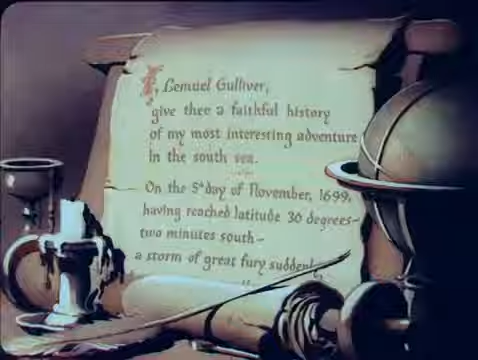 I, Lemuel Gulliver,
give thee a faithful history
of my most interesting adventure
in the south sea.
On the 5th day of November, 1699,
having reached latitude 30 degrees-
two minutes south-
a storm of great fury